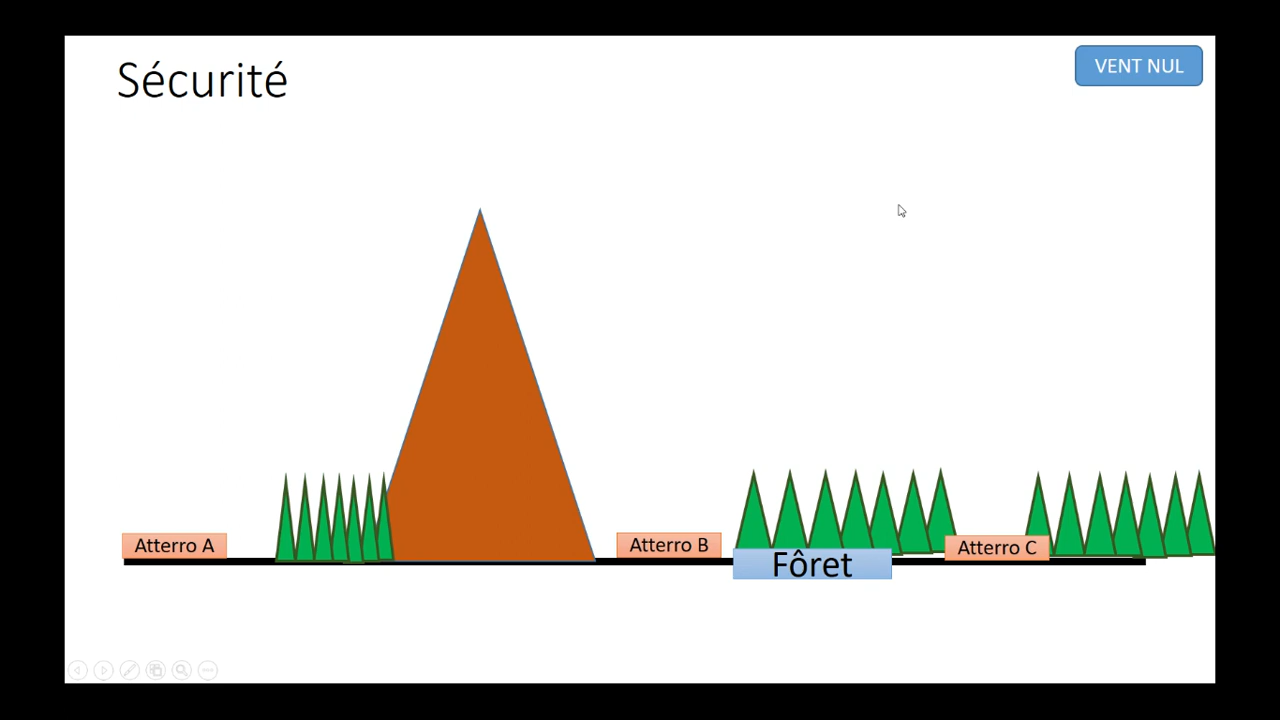 Sécurité
VENT NUL
Atterro A
Atterro B
Fôret
Atterro C